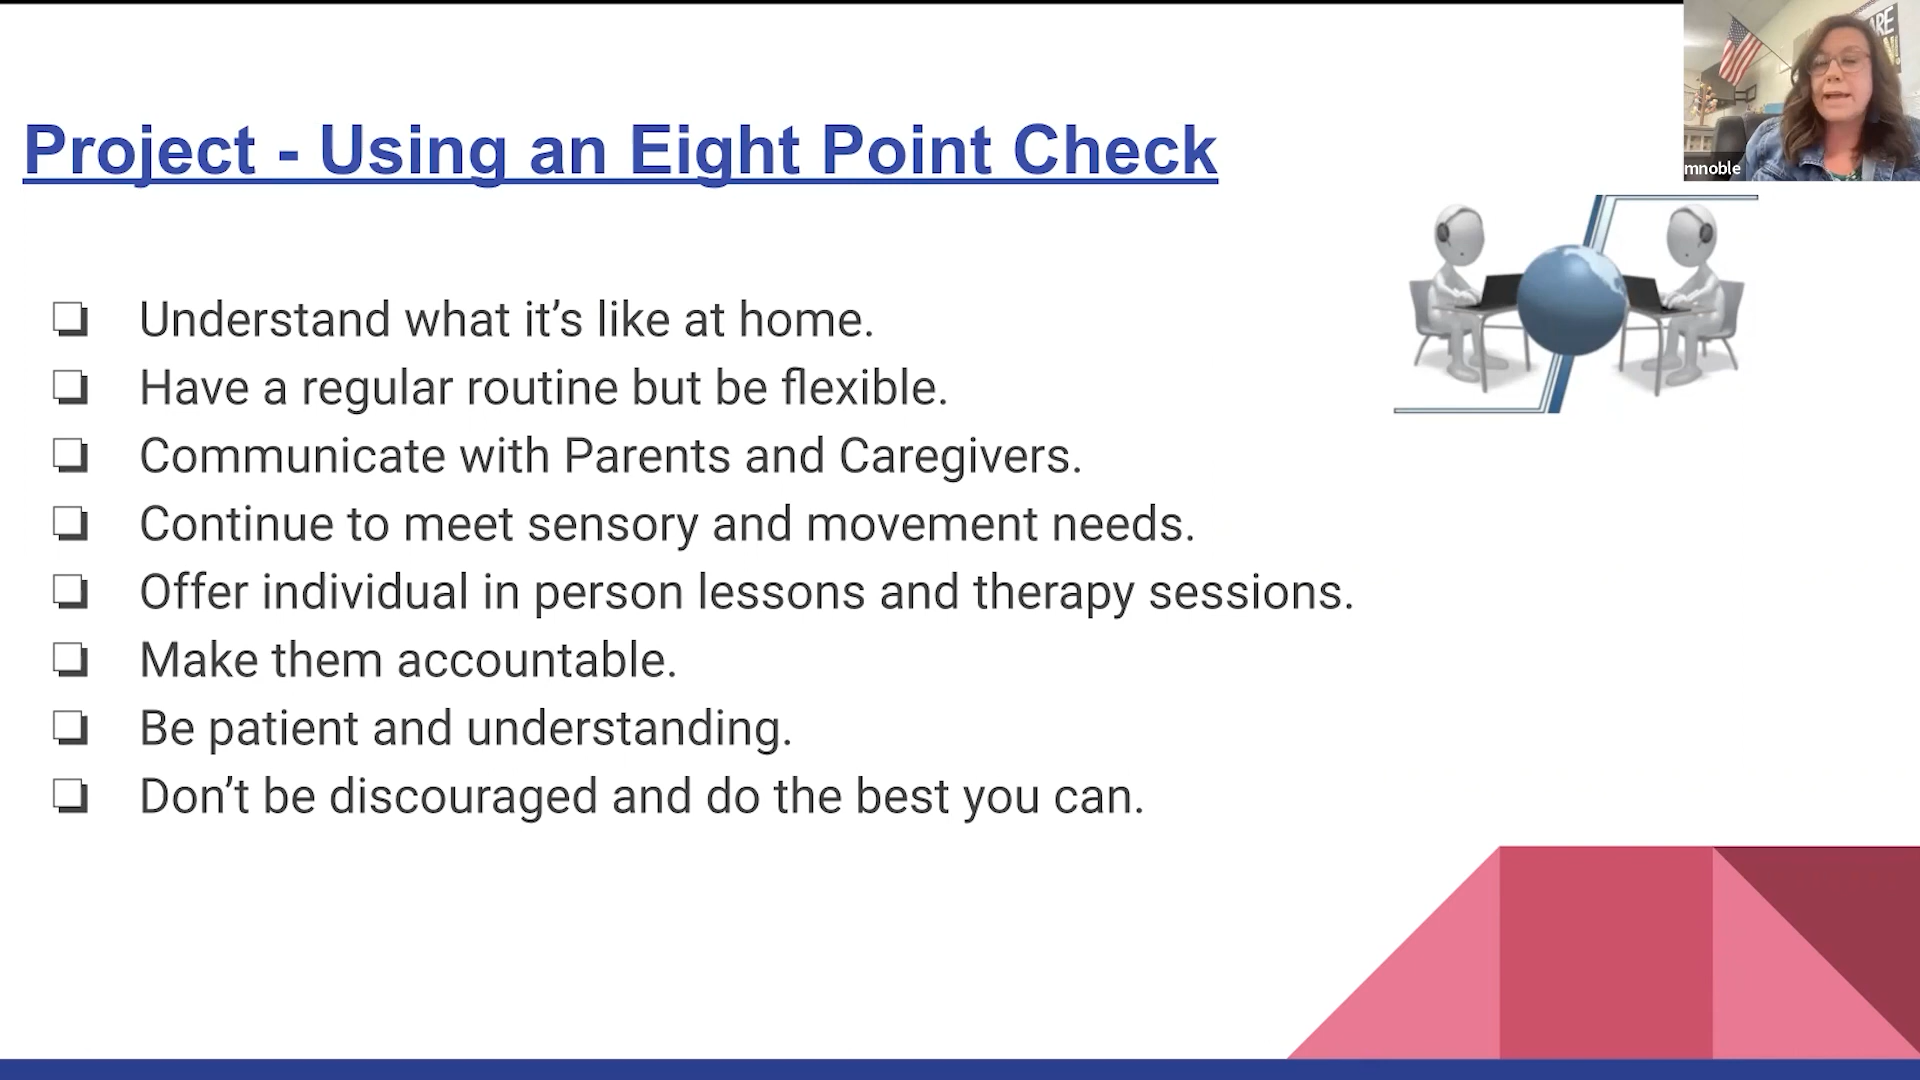 mnoble
Project - Using an Eight Point Check
Understand what it’s like at home.
Have a regular routine but be flexible.
Communicate with Parents and Caregivers.
Continue to meet sensory and movement needs.
Offer individual in person lessons and therapy sessions.
Make them accountable.
Be patient and understanding.
Don’t be discouraged and do the best you can.